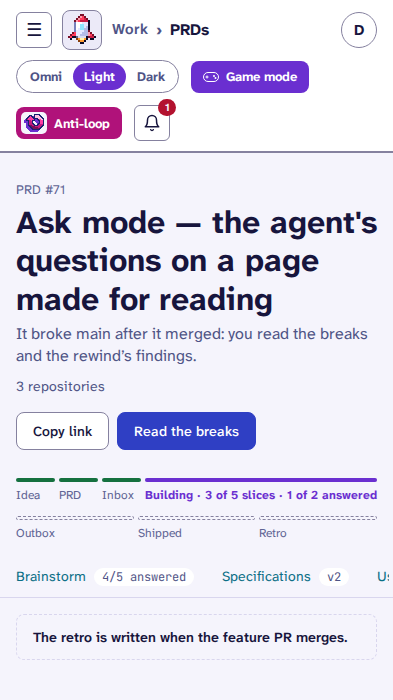 ☰ Work › PRDs D
Omni Light Dark Game mode
Anti-loop 1
PRD #71
Ask mode — the agent's
questions on a page
made for reading
It broke main after it merged: you read the breaks
and the rewind's findings.
3 repositories
Copy link Read the breaks
Idea PRD Inbox Building · 3 of 5 slices · 1 of 2 answered
Outbox Shipped Retro
Brainstorm 4/5 answered Specifications v2
The retro is written when the feature PR merges.